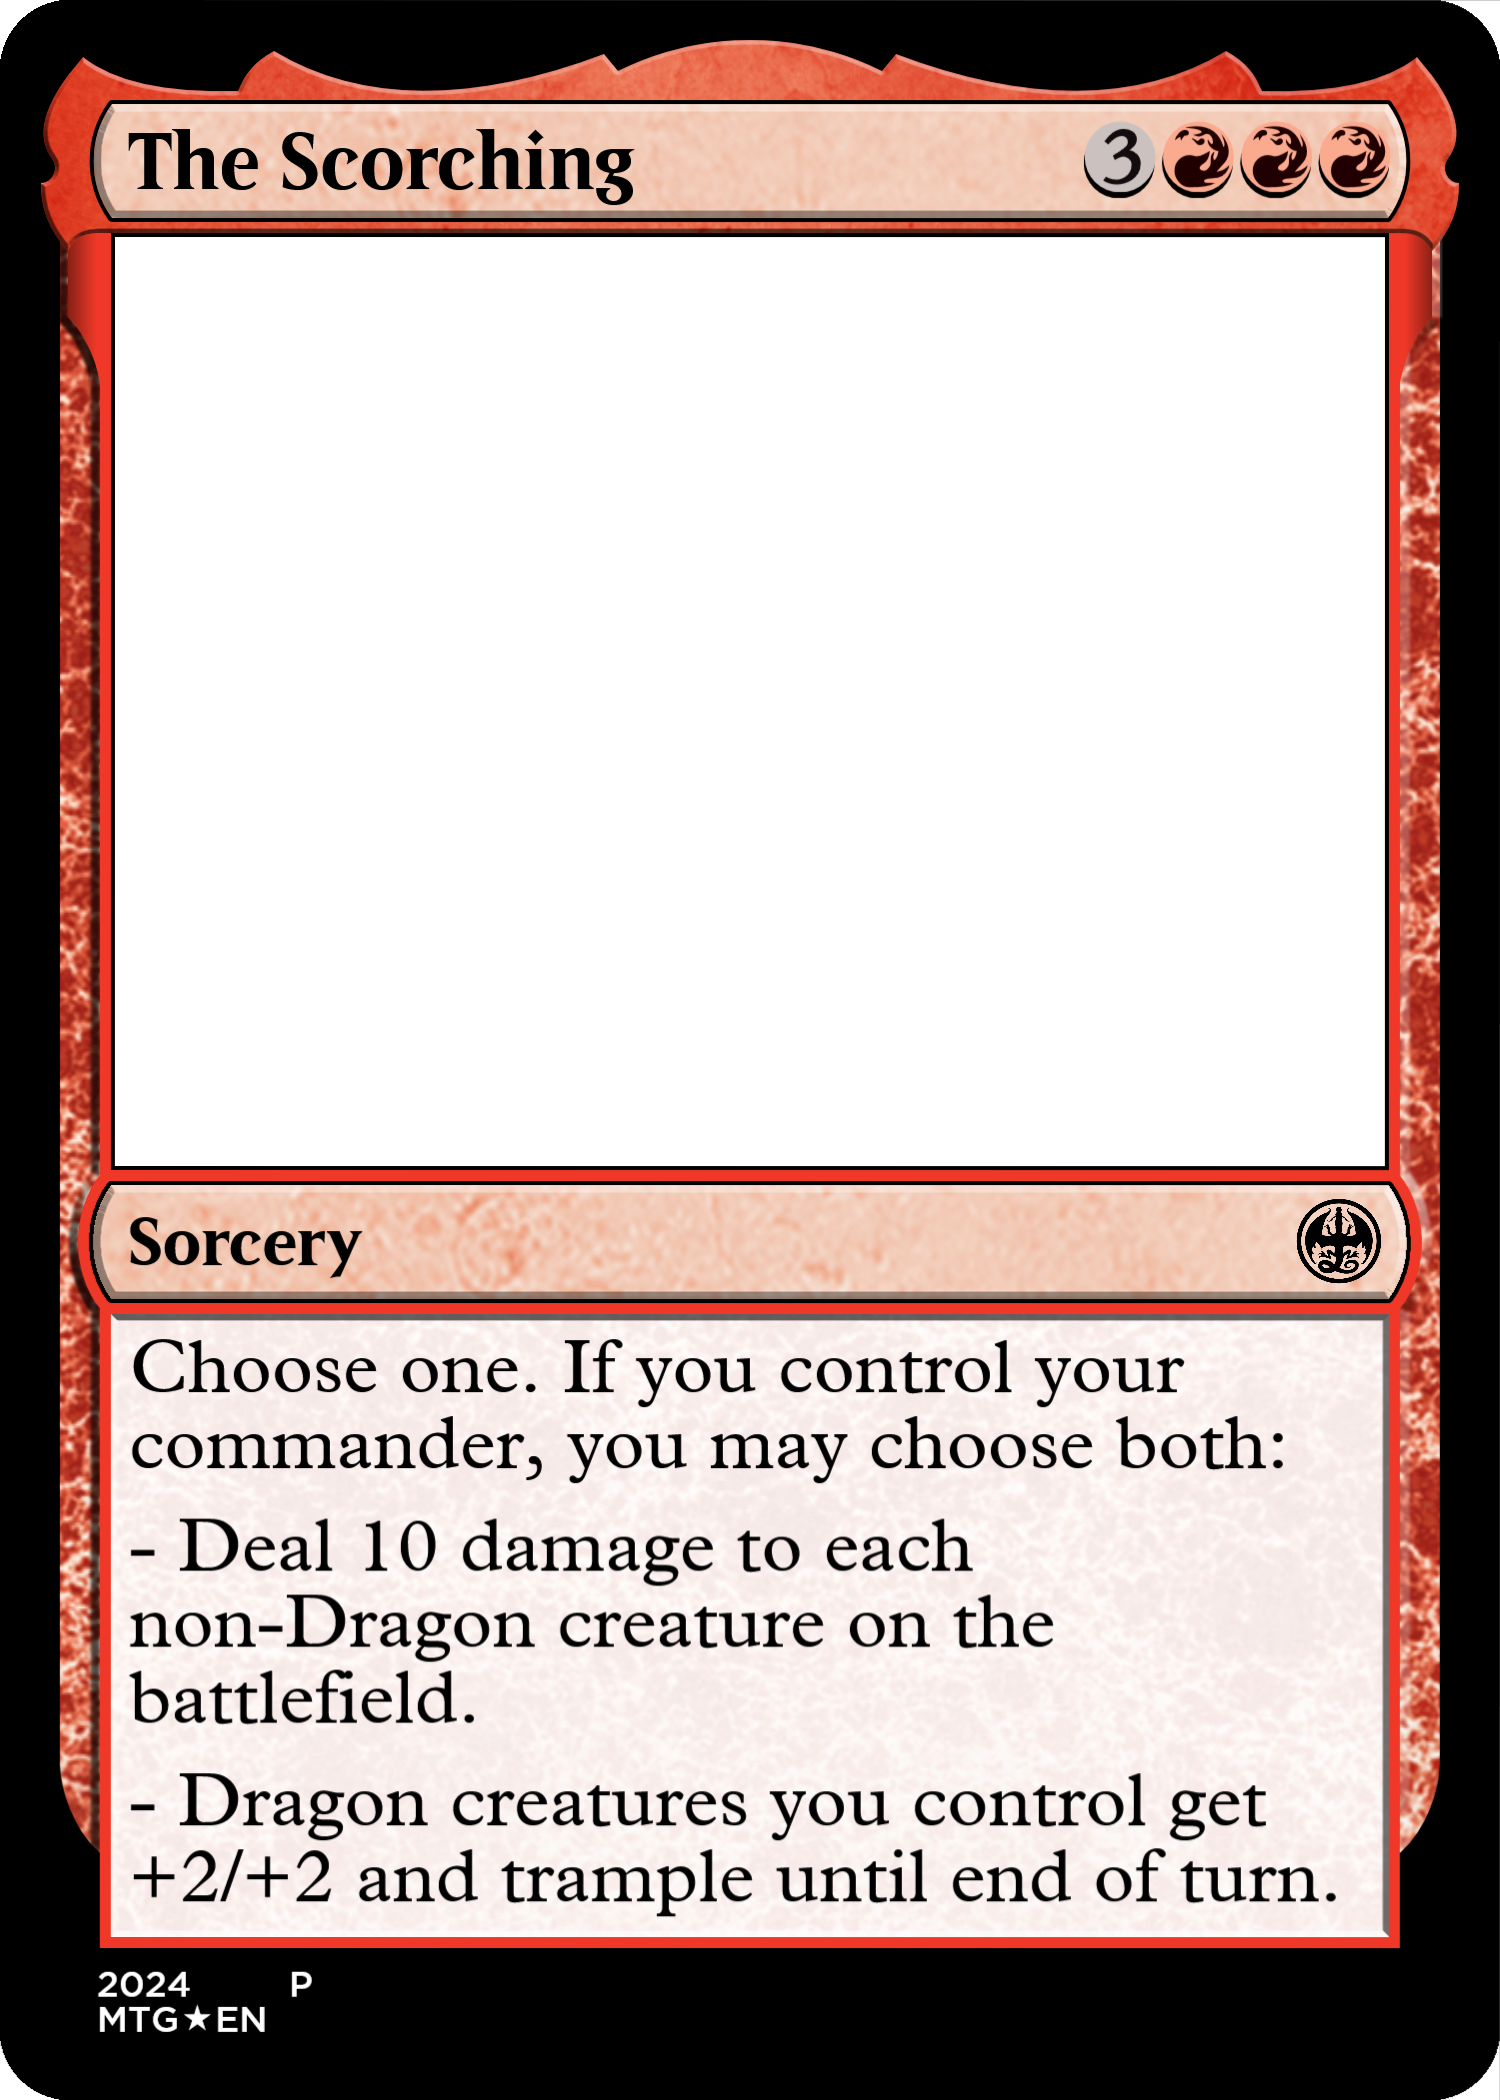 The Scorching 3
Sorcery
Choose one. If you control your
commander, you may choose both:
- Deal 10 damage to each
non-Dragon creature on the
battlefield.
- Dragon creatures you control get
+2/+2 and trample until end of turn.
2024 P
MTG★EN